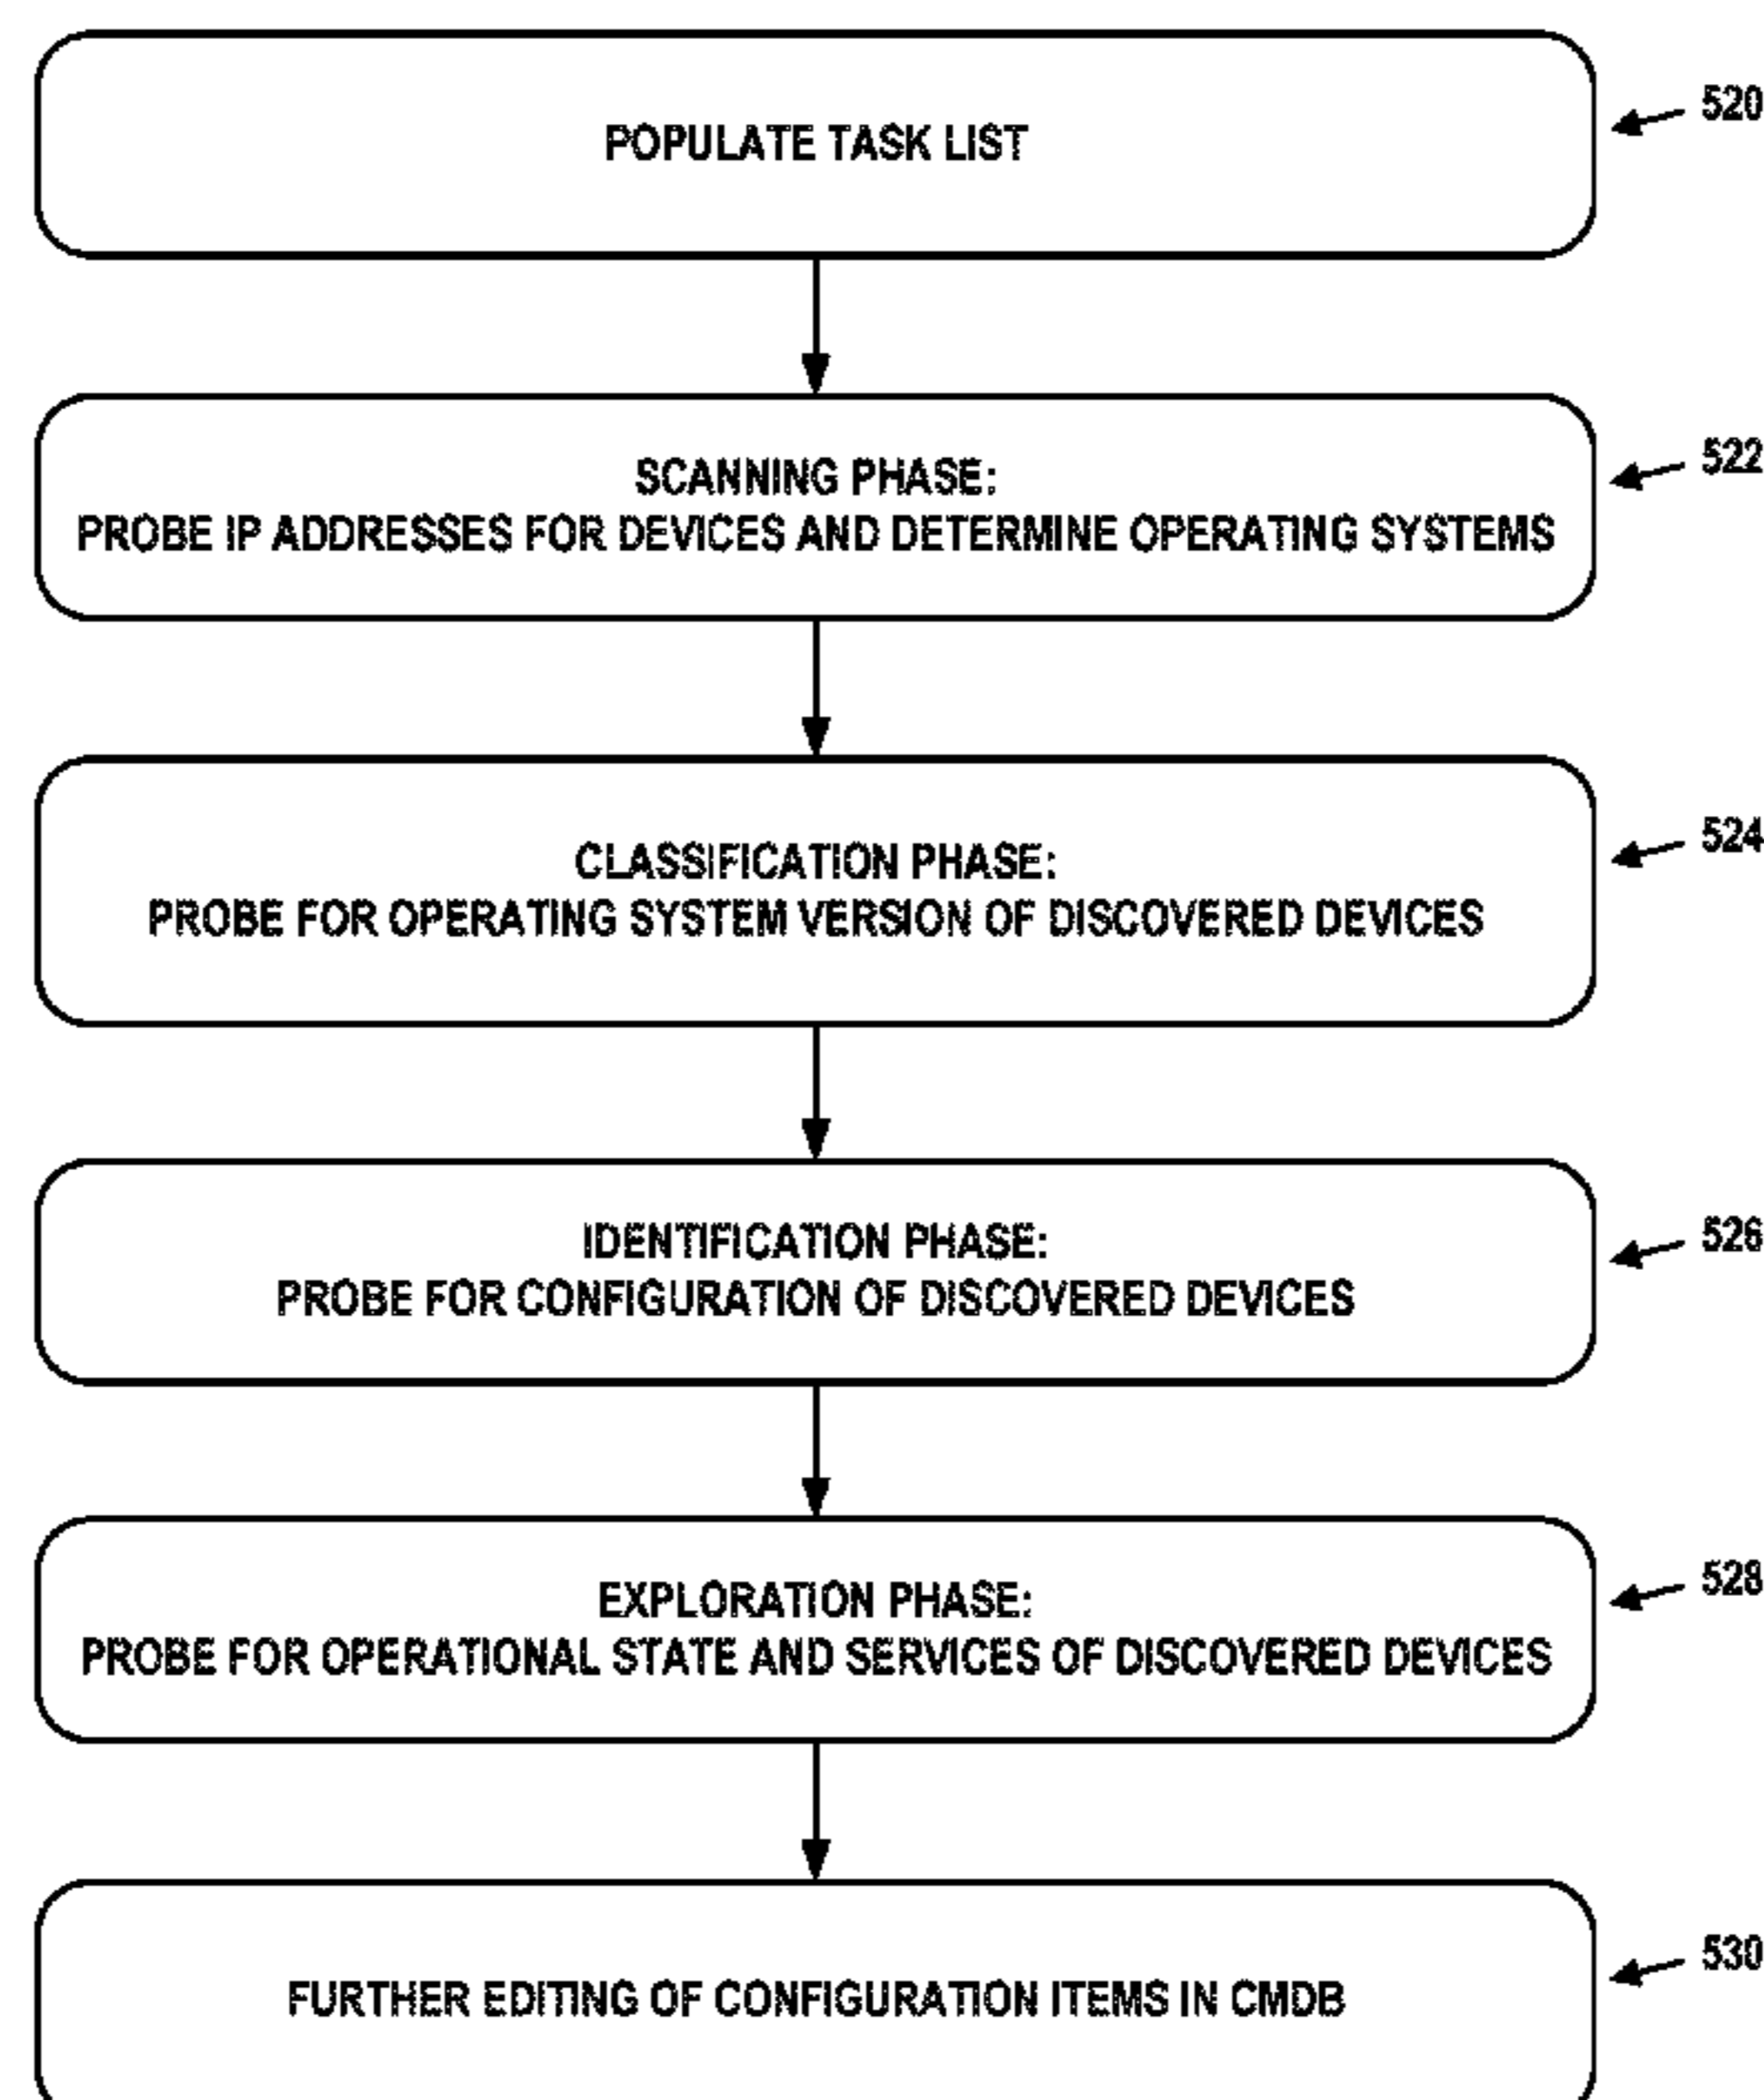 POPULATE TASK LIST
520
SCANNING PHASE:
PROBE IP ADDRESSES FOR DEVICES AND DETERMINE OPERATING SYSTEMS
522
CLASSIFICATION PHASE:
PROBE FOR OPERATING SYSTEM VERSION OF DISCOVERED DEVICES
524
IDENTIFICATION PHASE:
PROBE FOR CONFIGURATION OF DISCOVERED DEVICES
526
EXPLORATION PHASE:
PROBE FOR OPERATIONAL STATE AND SERVICES OF DISCOVERED DEVICES
528
FURTHER EDITING OF CONFIGURATION ITEMS IN CMDB
530